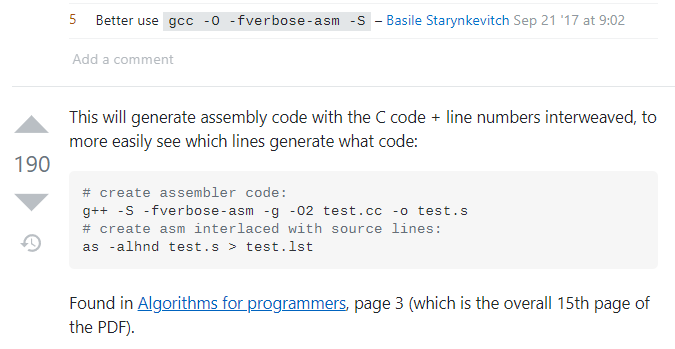 5 Better use gcc -O -fverbose-asm -S – Basile Starynkevitch Sep 21 '17 at 9:02
Add a comment
This will generate assembly code with the C code + line numbers interweaved, to
more easily see which lines generate what code:
190
# create assembler code:
g++ -S -fverbose-asm -g -O2 test.cc -o test.s
# create asm interlaced with source lines:
as -alhnd test.s > test.lst
Found in Algorithms for programmers, page 3 (which is the overall 15th page of
the PDF).